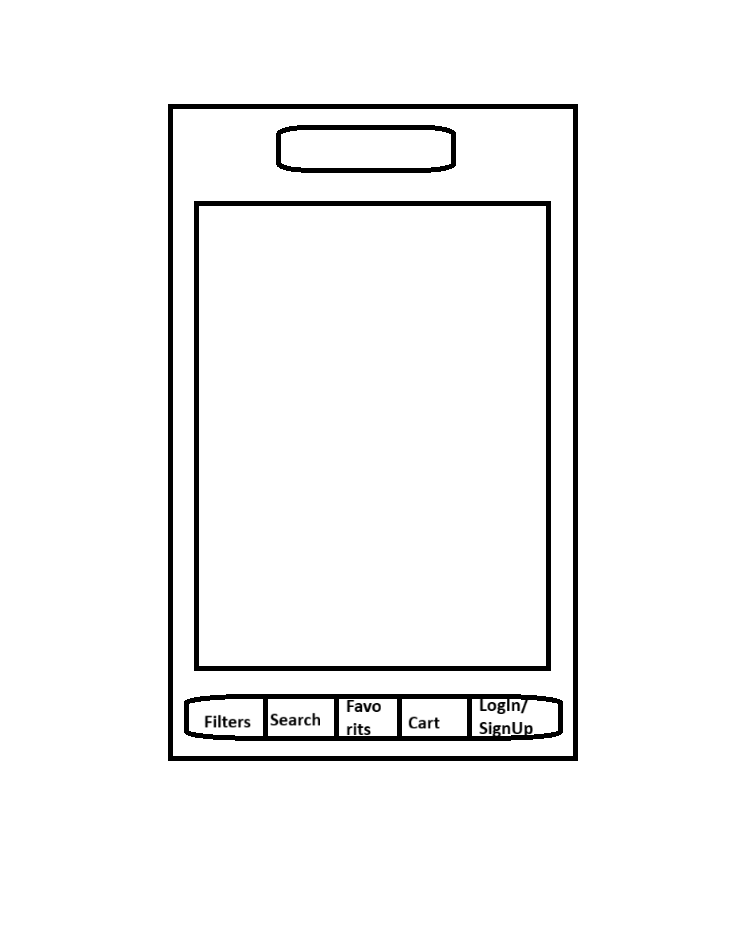 Filters
Search
Favo
rits
Cart
LogIn/
SignUp